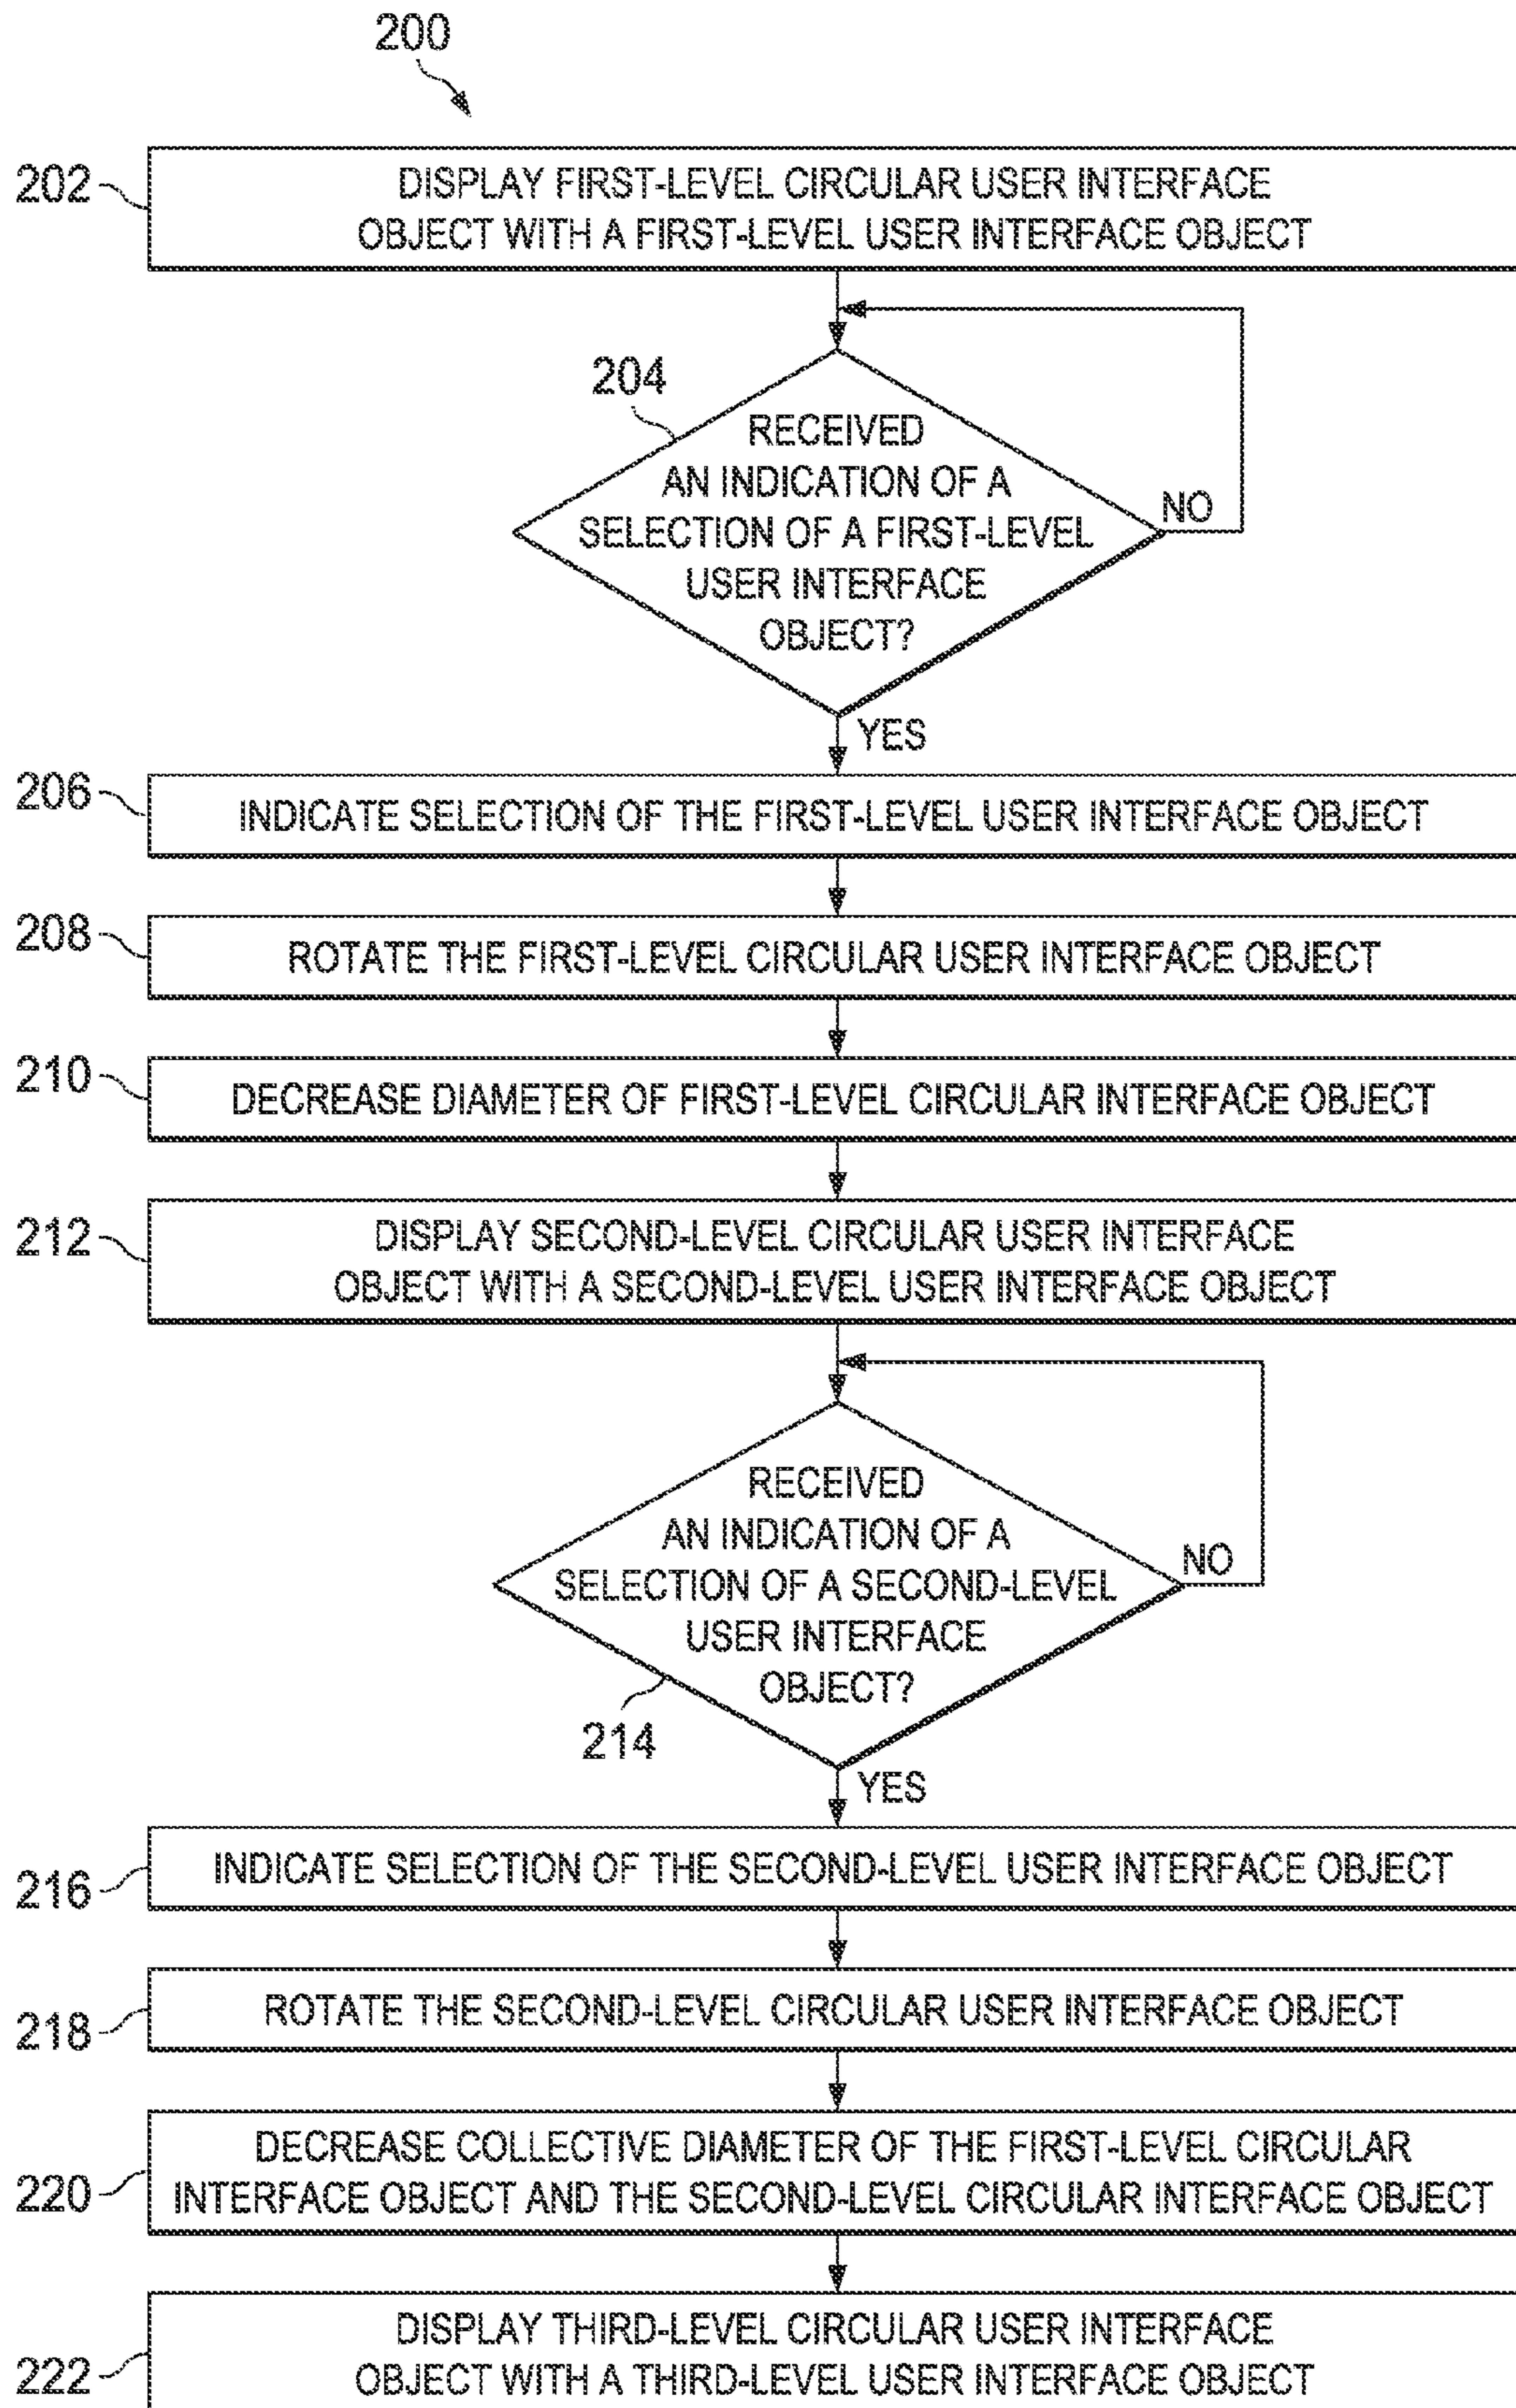 200
202
DISPLAY FIRST-LEVEL CIRCULAR USER INTERFACE
OBJECT WITH A FIRST-LEVEL USER INTERFACE OBJECT
204
RECEIVED
AN INDICATION OF A
SELECTION OF A FIRST-LEVEL
USER INTERFACE
OBJECT?
NO
YES
206
INDICATE SELECTION OF THE FIRST-LEVEL USER INTERFACE OBJECT
208
ROTATE THE FIRST-LEVEL CIRCULAR USER INTERFACE OBJECT
210
DECREASE DIAMETER OF FIRST-LEVEL CIRCULAR INTERFACE OBJECT
212
DISPLAY SECOND-LEVEL CIRCULAR USER INTERFACE
OBJECT WITH A SECOND-LEVEL USER INTERFACE OBJECT
RECEIVED
AN INDICATION OF A
SELECTION OF A SECOND-LEVEL
USER INTERFACE
OBJECT?
NO
214
YES
216
INDICATE SELECTION OF THE SECOND-LEVEL USER INTERFACE OBJECT
218
ROTATE THE SECOND-LEVEL CIRCULAR USER INTERFACE OBJECT
220
DECREASE COLLECTIVE DIAMETER OF THE FIRST-LEVEL CIRCULAR
INTERFACE OBJECT AND THE SECOND-LEVEL CIRCULAR INTERFACE OBJECT
222
DISPLAY THIRD-LEVEL CIRCULAR USER INTERFACE
OBJECT WITH A THIRD-LEVEL USER INTERFACE OBJECT